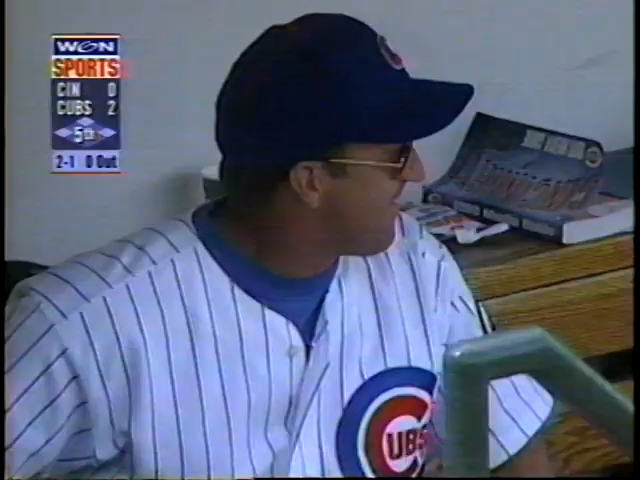 WGN
SPORTS
CIN 0
CUBS 2
5th
2-1 0 Out
CUBS